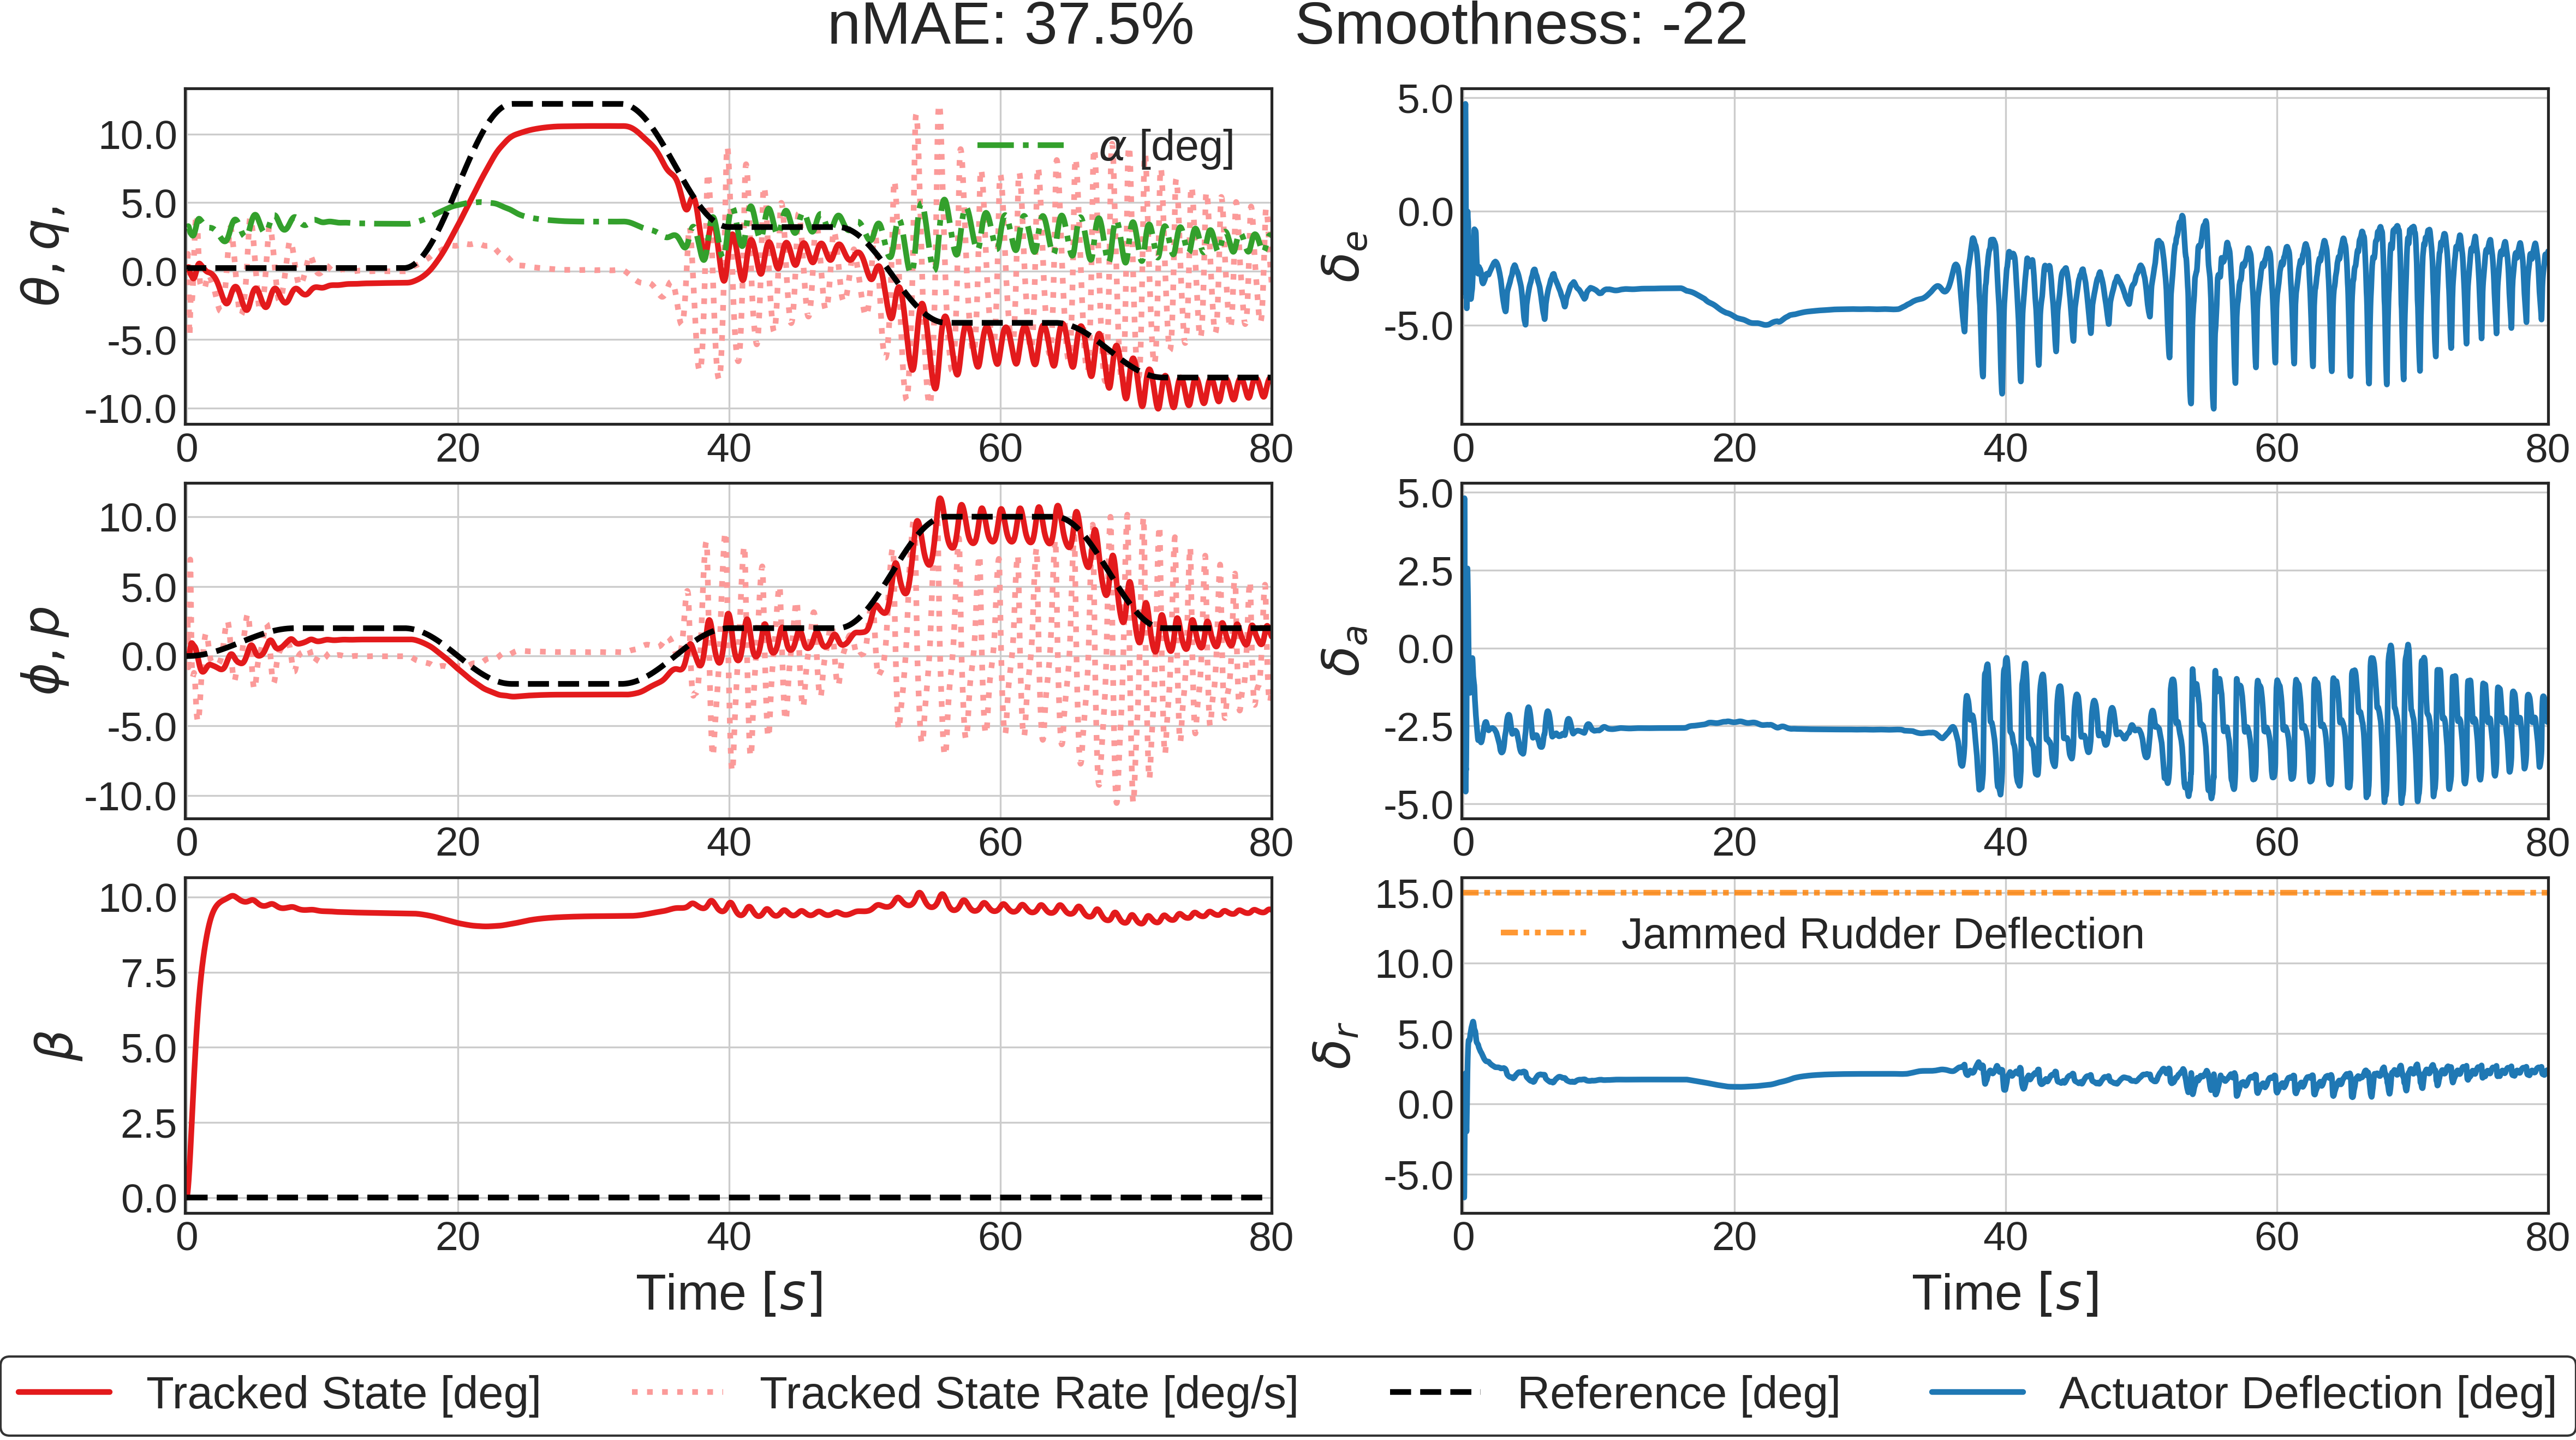 nMAE: 37.5% Smoothness: -22
θ, q,
10.0
5.0
0.0
-5.0
-10.0
0 20 40 60 80
α [deg]
δe
5.0
0.0
-5.0
0 20 40 60 80
ϕ, p
10.0
5.0
0.0
-5.0
-10.0
0 20 40 60 80
δa
5.0
2.5
0.0
-2.5
-5.0
0 20 40 60 80
β
10.0
7.5
5.0
2.5
0.0
0 20 40 60 80
Time [s]
δr
15.0
10.0
5.0
0.0
-5.0
Jammed Rudder Deflection
0 20 40 60 80
Time [s]
Tracked State [deg] Tracked State Rate [deg/s] Reference [deg] Actuator Deflection [deg]